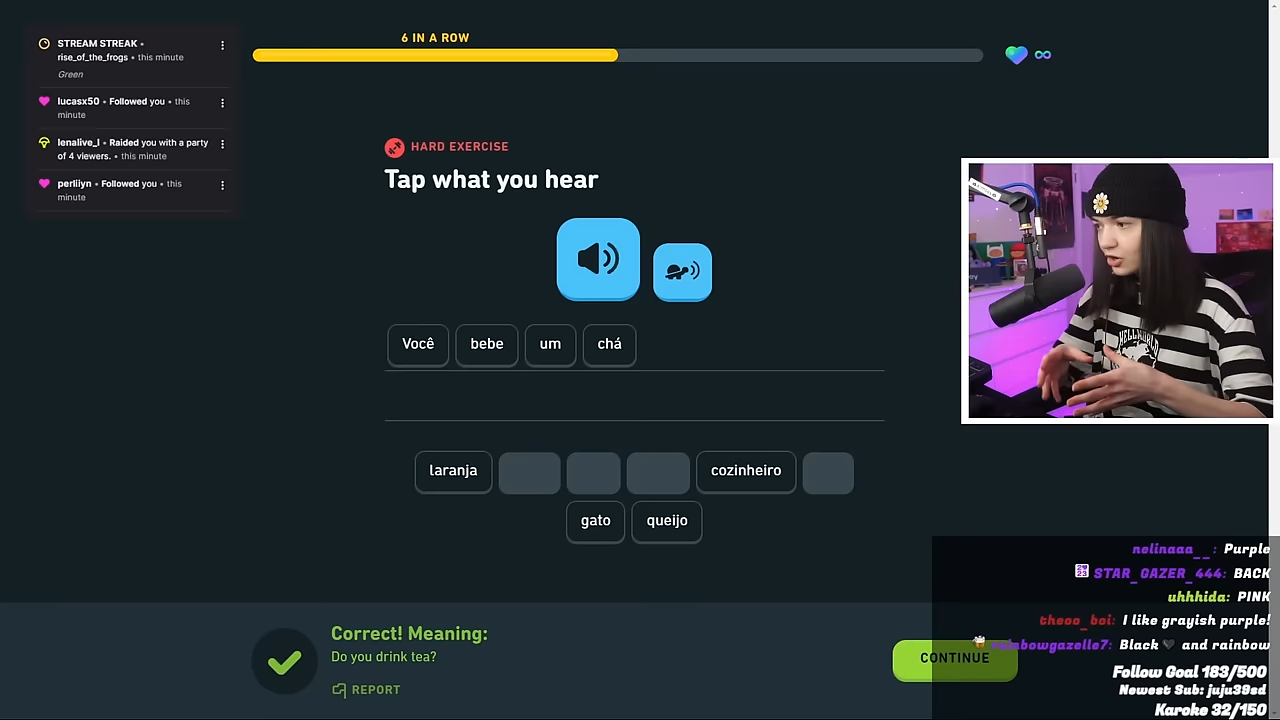 STREAM STREAK •
rise_of_the_frogs • this minute
Green
lucasx50 • Followed you • this
minute
lenalive_l • Raided you with a party
of 4 viewers. • this minute
perliiyn • Followed you • this
minute
6 IN A ROW
HARD EXERCISE
Tap what you hear
Você bebe um chá
laranja cozinheiro
gato queijo
Correct! Meaning:
Do you drink tea?
REPORT
CONTINUE
nelinaaa__: Purple
STAR_GAZER_444: BACK
uhhhida: PINK
theoo_boi: I like grayish purple!
rainbowgazelle7: Black 🖤 and rainbow
Follow Goal 183/500
Newest Sub: juju39sd
Karoke 32/150